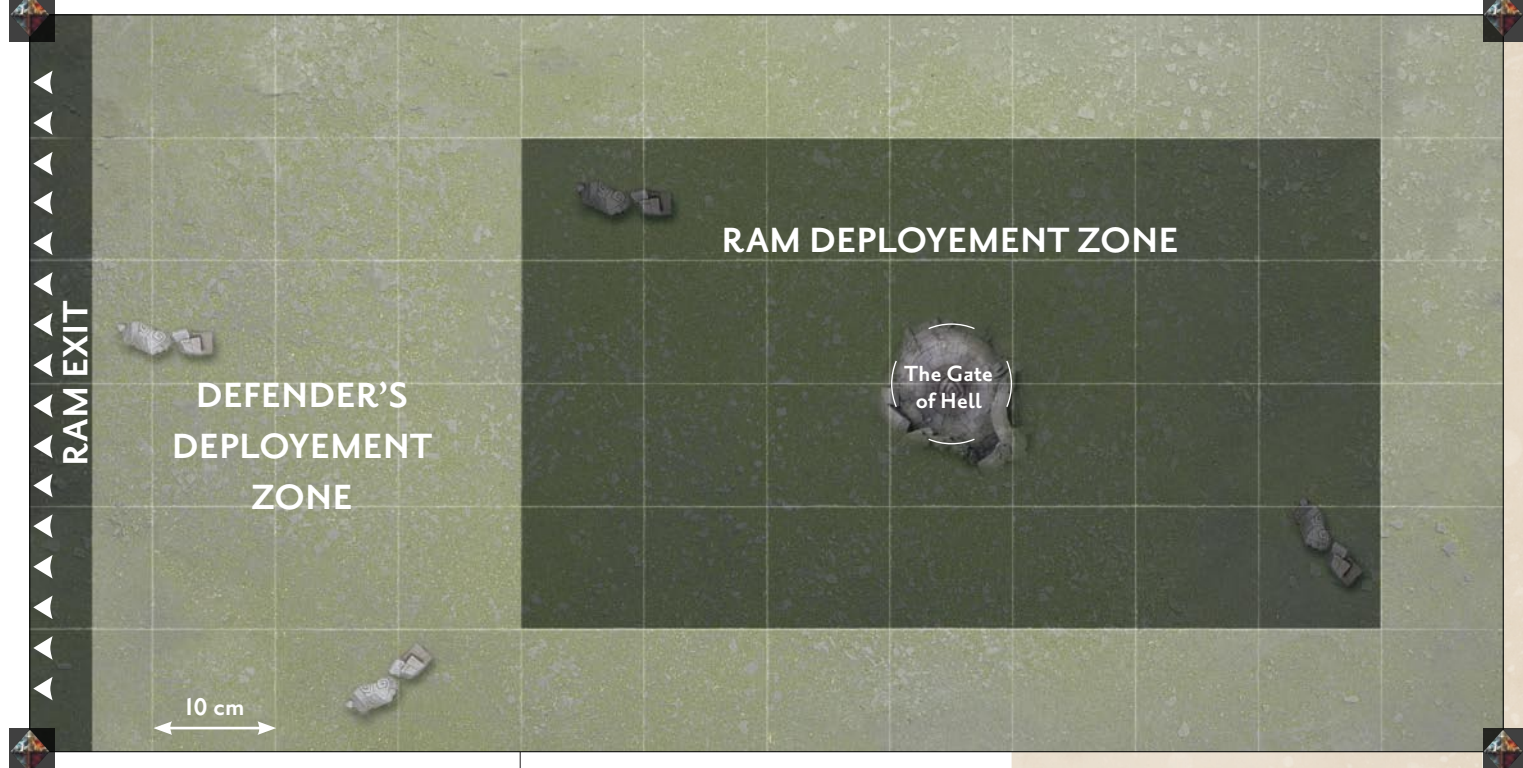 RAM DEPLOYEMENT ZONE
RAM EXIT
The Gate
of Hell
DEFENDER’S
DEPLOYEMENT
ZONE
10 cm